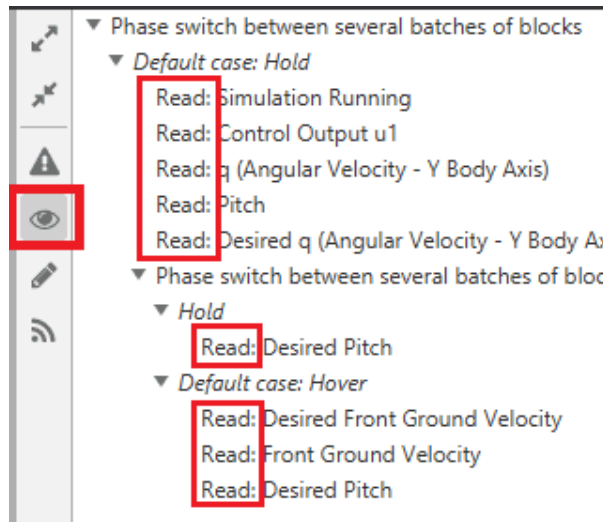 Phase switch between several batches of blocks
Default case: Hold
Read: Simulation Running
Read: Control Output u1
Read: q (Angular Velocity - Y Body Axis)
Read: Pitch
Read: Desired q (Angular Velocity - Y Body Ax
Phase switch between several batches of bloc
Hold
Read: Desired Pitch
Default case: Hover
Read: Desired Front Ground Velocity
Read: Front Ground Velocity
Read: Desired Pitch